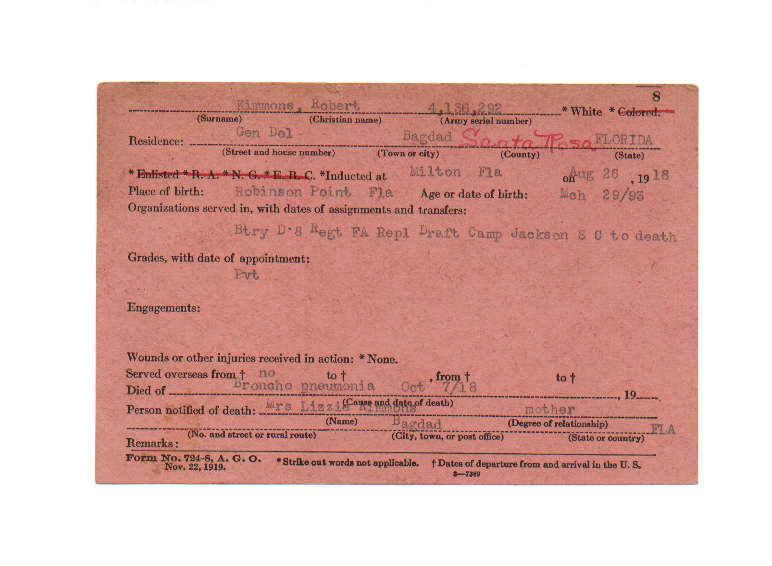 8
Kimmons, Robert 4,136,292 * White * Colored.
(Surname) (Christian name) (Army serial number)
Residence: Gen Del Bagdad Santa Rosa FLORIDA
(Street and house number) (Town or city) (County) (State)
* Enlisted * R. A. * N. G. * E. R. C. *Inducted at Milton Fla on Aug 26, 1918
Place of birth: Robinson Point Fla Age or date of birth: Mch 29/93
Organizations served in, with dates of assignments and transfers:
Btry D-8 Regt FA Repl Draft Camp Jackson S C to death
Grades, with date of appointment:
Pvt
Engagements:
Wounds or other injuries received in action: * None.
Served overseas from † no to †, from † to †
Died of Broncho pneumonia Oct 7/18, 19
(Cause and date of death)
Person notified of death: Mrs Lizzie Kimmons mother
(Name) (Degree of relationship)
Bagdad FLA
(No. and street or rural route) (City, town, or post office) (State or country)
Remarks:
Form No. 724-8, A. G. O. *Strike out words not applicable. † Dates of departure from and arrival in the U. S.
Nov. 22, 1919. 3—7369